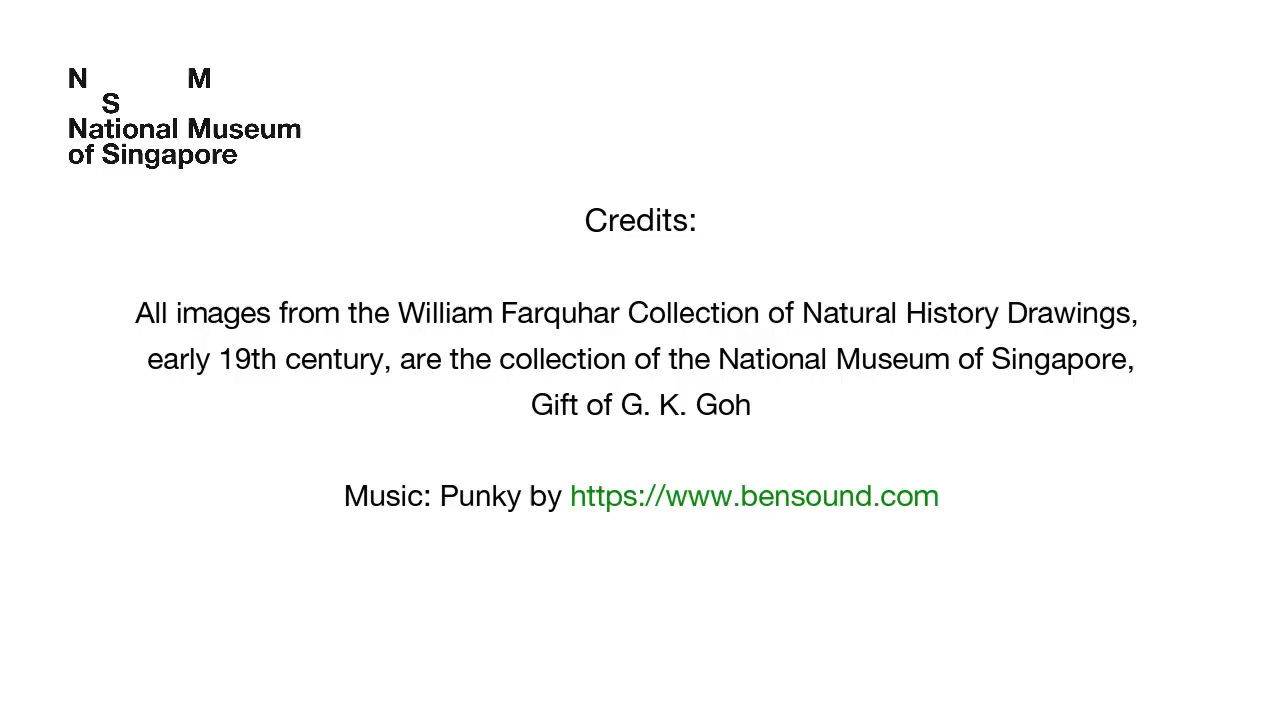 N M
S
National Museum
of Singapore
Credits:
All images from the William Farquhar Collection of Natural History Drawings,
early 19th century, are the collection of the National Museum of Singapore,
Gift of G. K. Goh
Music: Punky by https://www.bensound.com